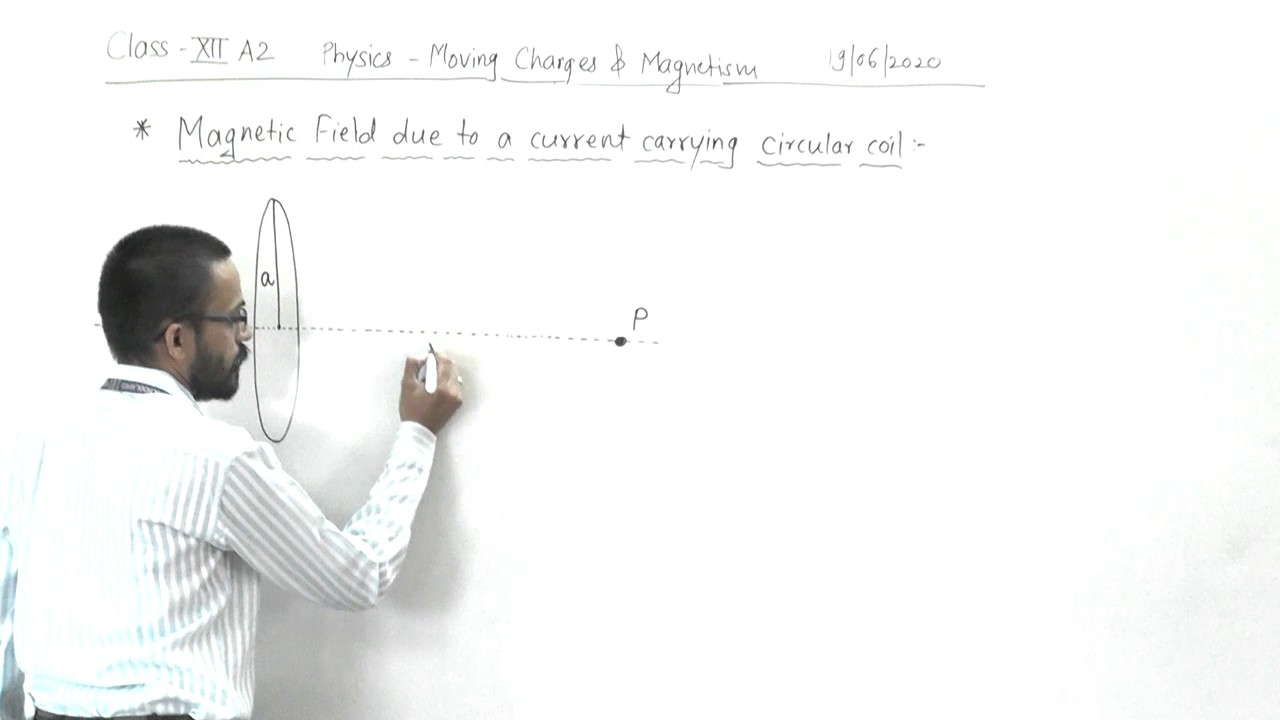 Class - XII A2 Physics - Moving Charges & Magnetism 19/06/2020
* Magnetic Field due to a current carrying circular coil :-
a
P